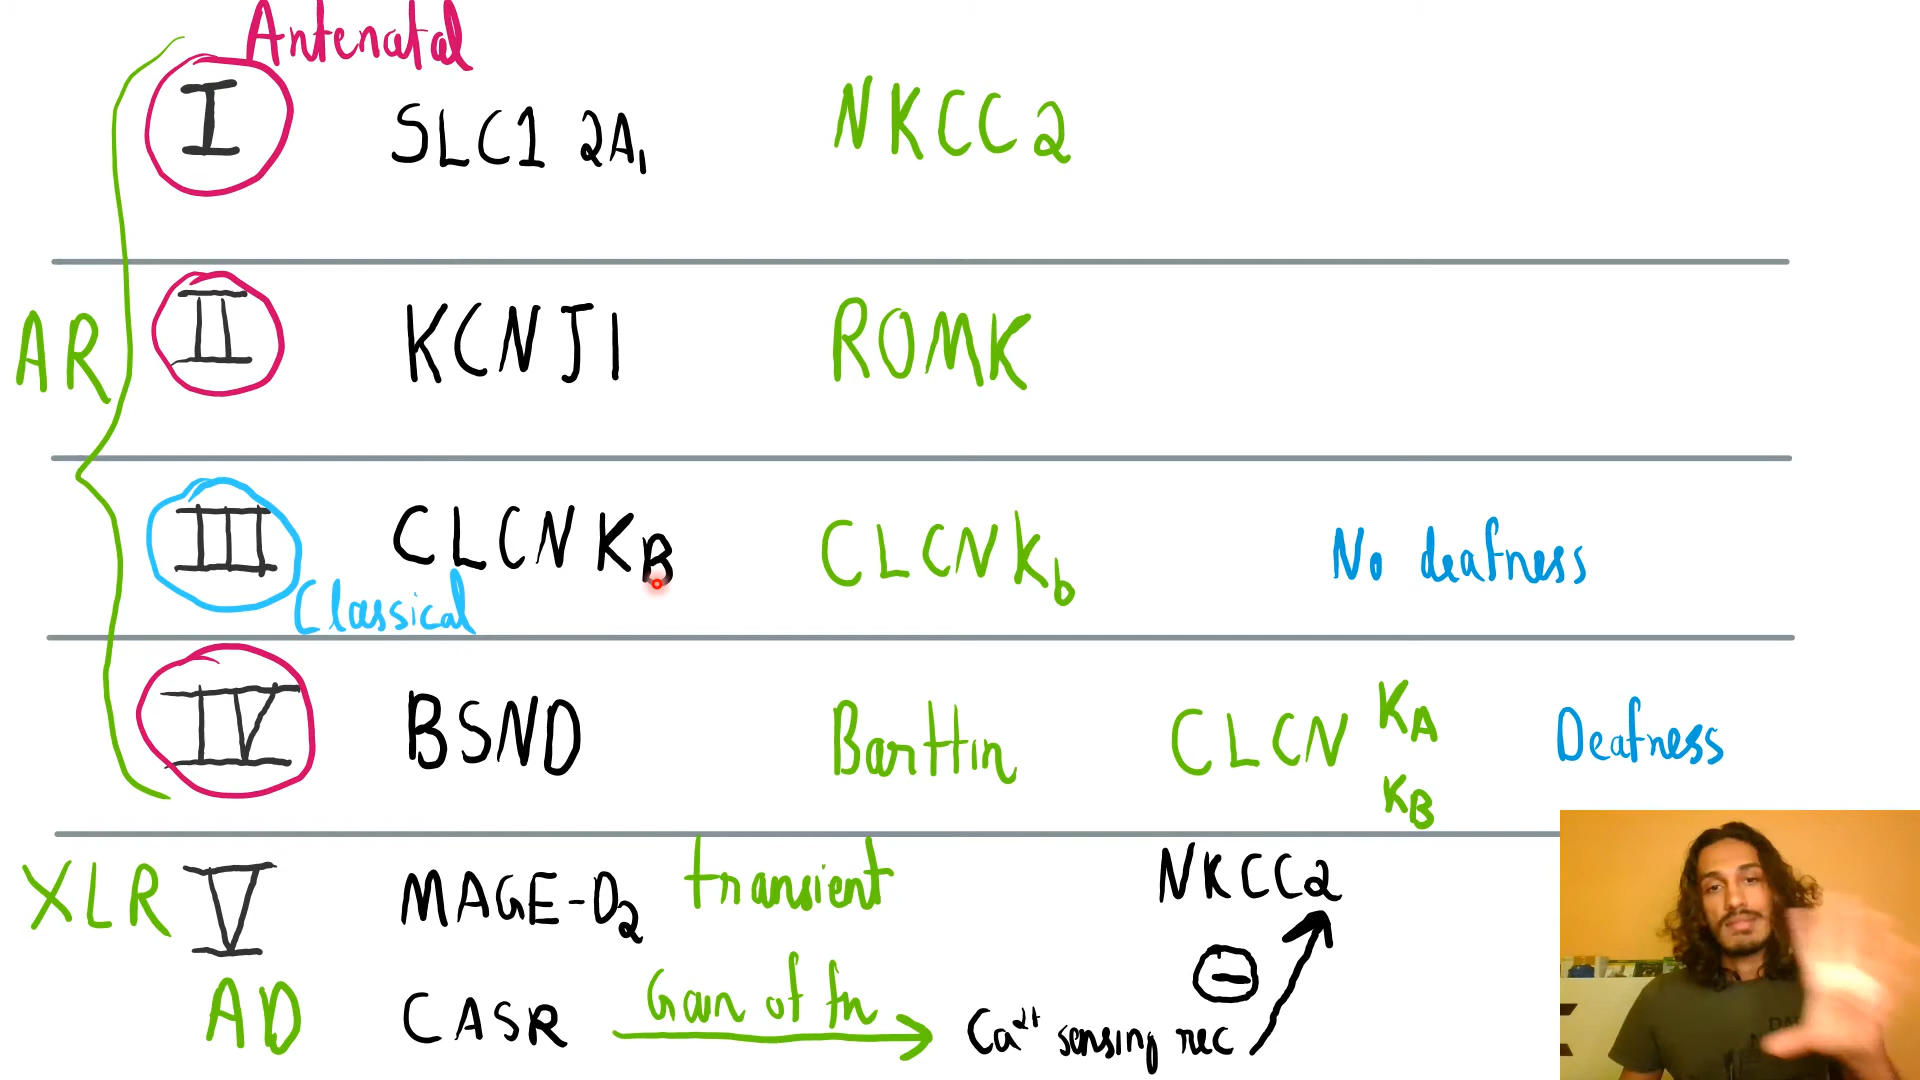 Antenatal
I SLC12A1 NKCC2
AR
II KCNJ1 ROMK
III CLCNKB CLCNKb No deafness
Classical
IV BSND Barttin CLCN KA KB Deafness
XLR V MAGE-D2 transient NKCC2
-
AD CASR Gain of fn Ca2+ sensing rec